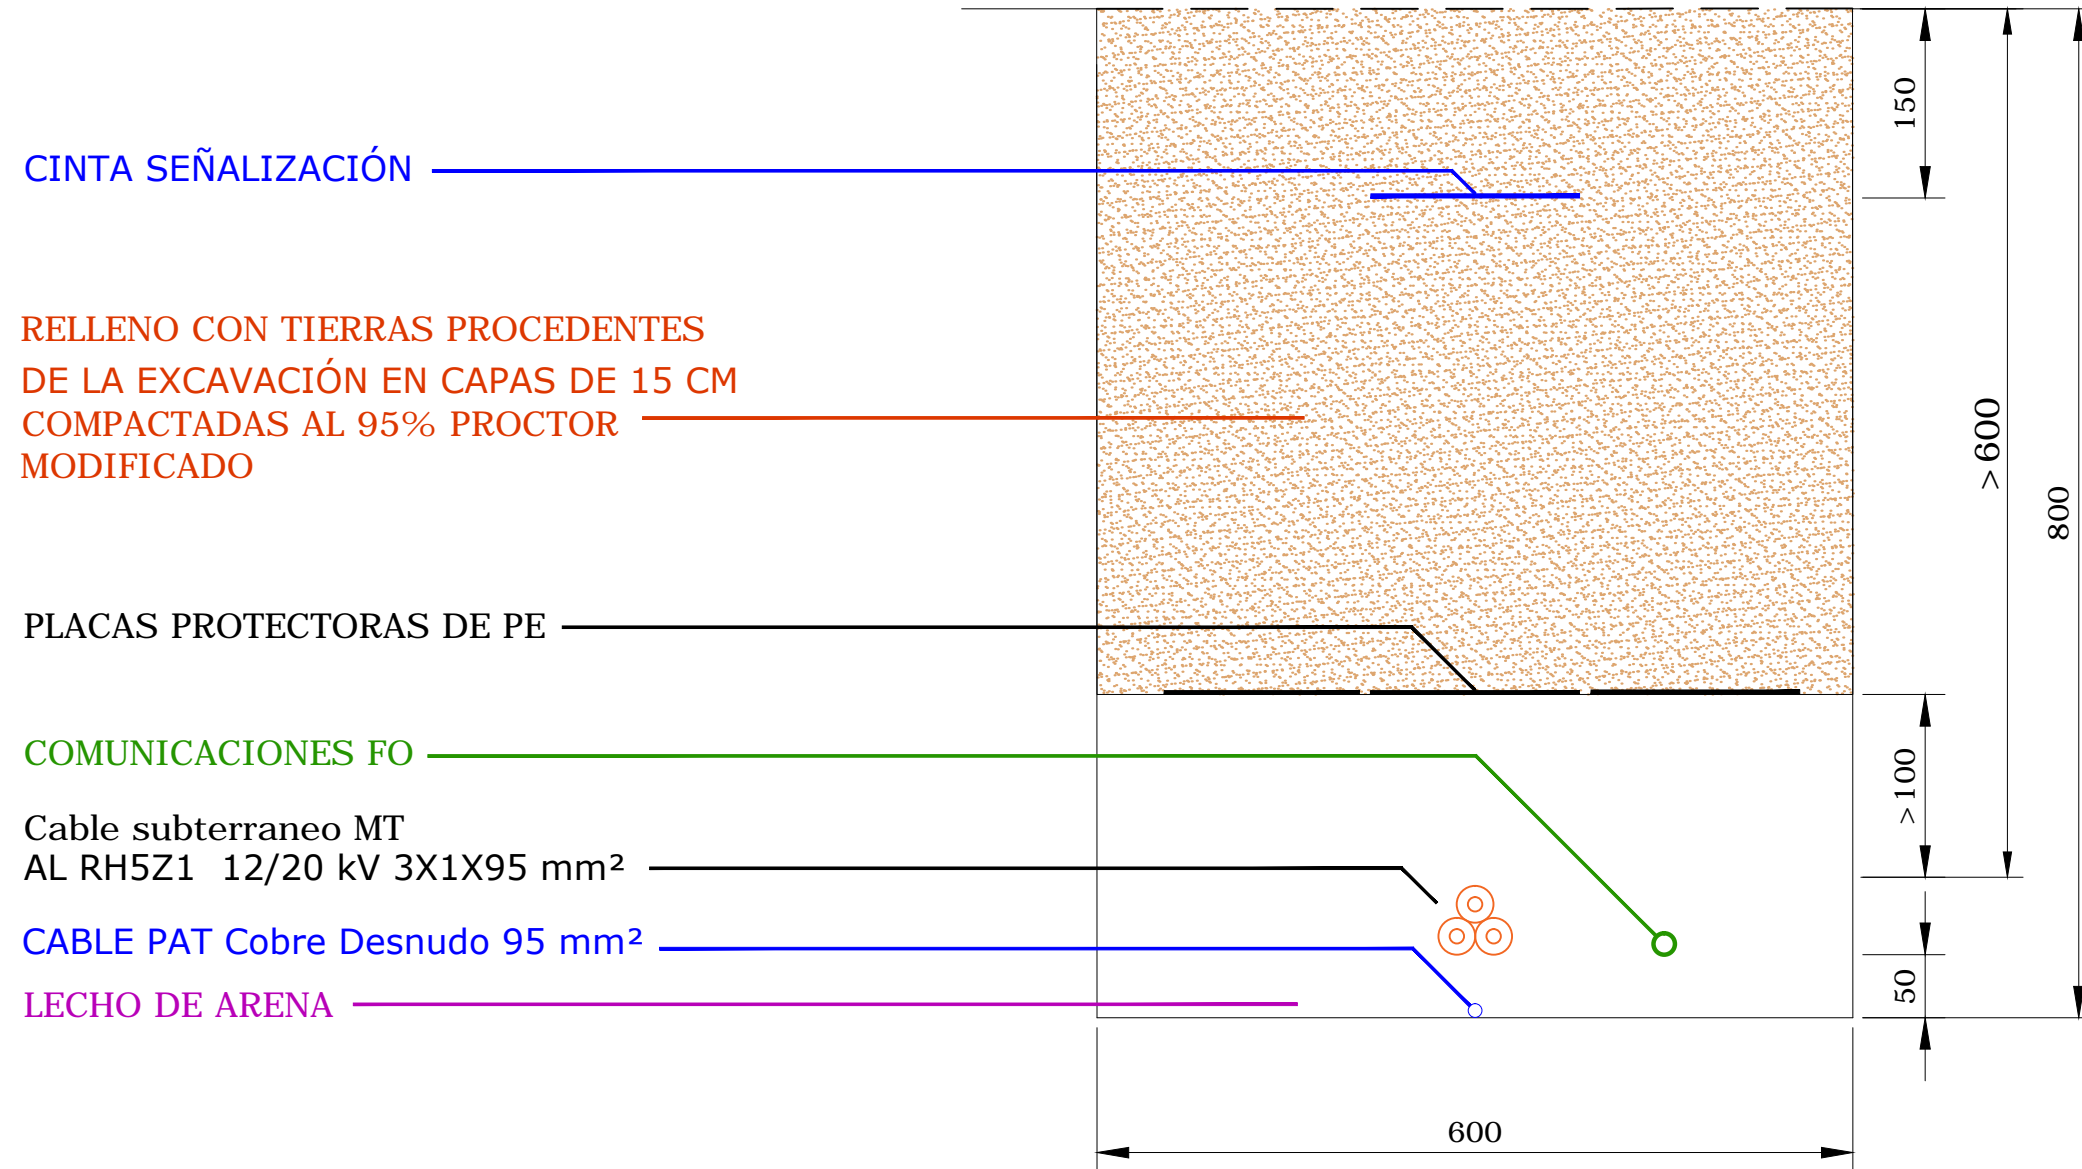 CINTA SEÑALIZACIÓN
RELLENO CON TIERRAS PROCEDENTES
DE LA EXCAVACIÓN EN CAPAS DE 15 CM
COMPACTADAS AL 95% PROCTOR
MODIFICADO
PLACAS PROTECTORAS DE PE
COMUNICACIONES FO
Cable subterraneo MT
AL RH5Z1 12/20 kV 3X1X95 mm²
CABLE PAT Cobre Desnudo 95 mm²
LECHO DE ARENA
150
>600
800
>100
50
600